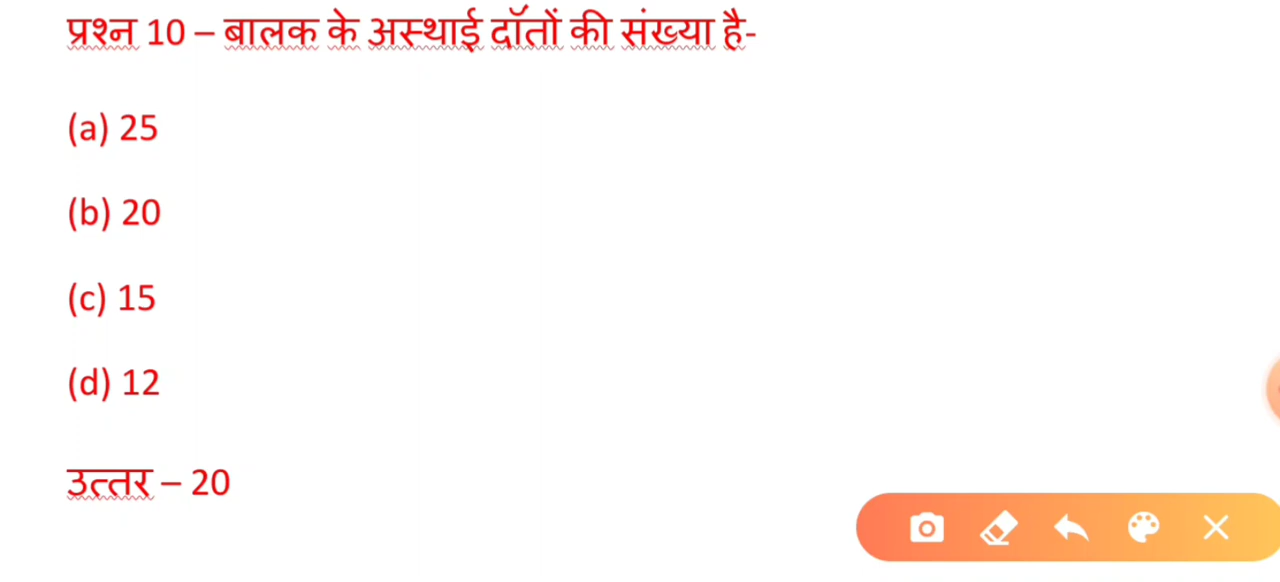 प्रश्न 10 – बालक के अस्थाई दॉतों की संख्या है-
(a) 25
(b) 20
(c) 15
(d) 12
उत्तर – 20